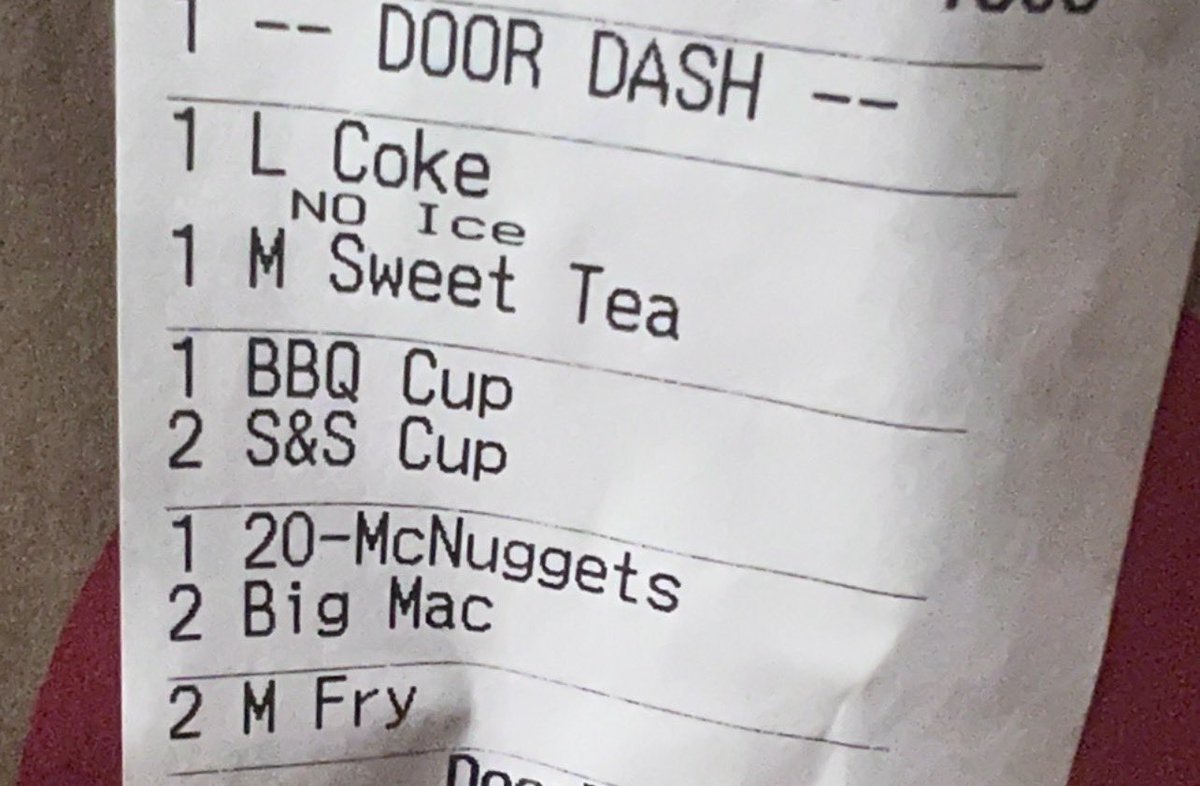 1 -- DOOR DASH --
1 L Coke
NO Ice
1 M Sweet Tea
1 BBQ Cup
2 S&S Cup
1 20-McNuggets
2 Big Mac
2 M Fry